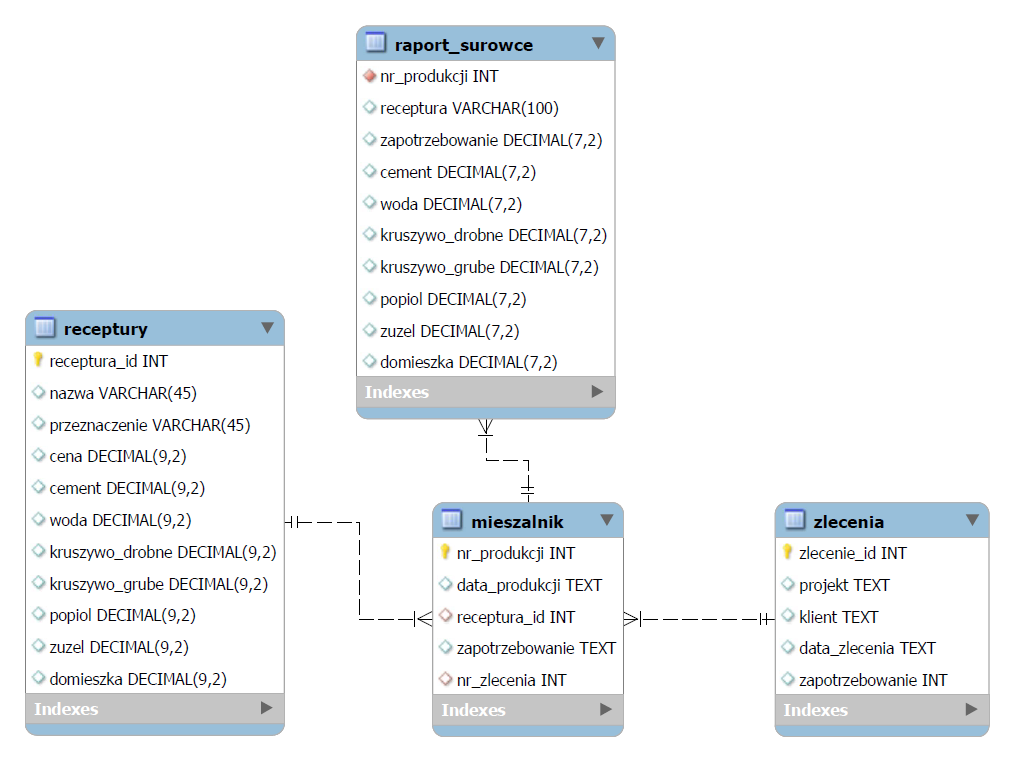 raport_surowce
nr_produkcji INT
receptura VARCHAR(100)
zapotrzebowanie DECIMAL(7,2)
cement DECIMAL(7,2)
woda DECIMAL(7,2)
kruszywo_drobne DECIMAL(7,2)
kruszywo_grube DECIMAL(7,2)
popiol DECIMAL(7,2)
zuzel DECIMAL(7,2)
domieszka DECIMAL(7,2)
Indexes
receptury
receptura_id INT
nazwa VARCHAR(45)
przeznaczenie VARCHAR(45)
cena DECIMAL(9,2)
cement DECIMAL(9,2)
woda DECIMAL(9,2)
kruszywo_drobne DECIMAL(9,2)
kruszywo_grube DECIMAL(9,2)
popiol DECIMAL(9,2)
zuzel DECIMAL(9,2)
domieszka DECIMAL(9,2)
Indexes
mieszalnik
nr_produkcji INT
data_produkcji TEXT
receptura_id INT
zapotrzebowanie TEXT
nr_zlecenia INT
Indexes
zlecenia
zlecenie_id INT
projekt TEXT
klient TEXT
data_zlecenia TEXT
zapotrzebowanie INT
Indexes